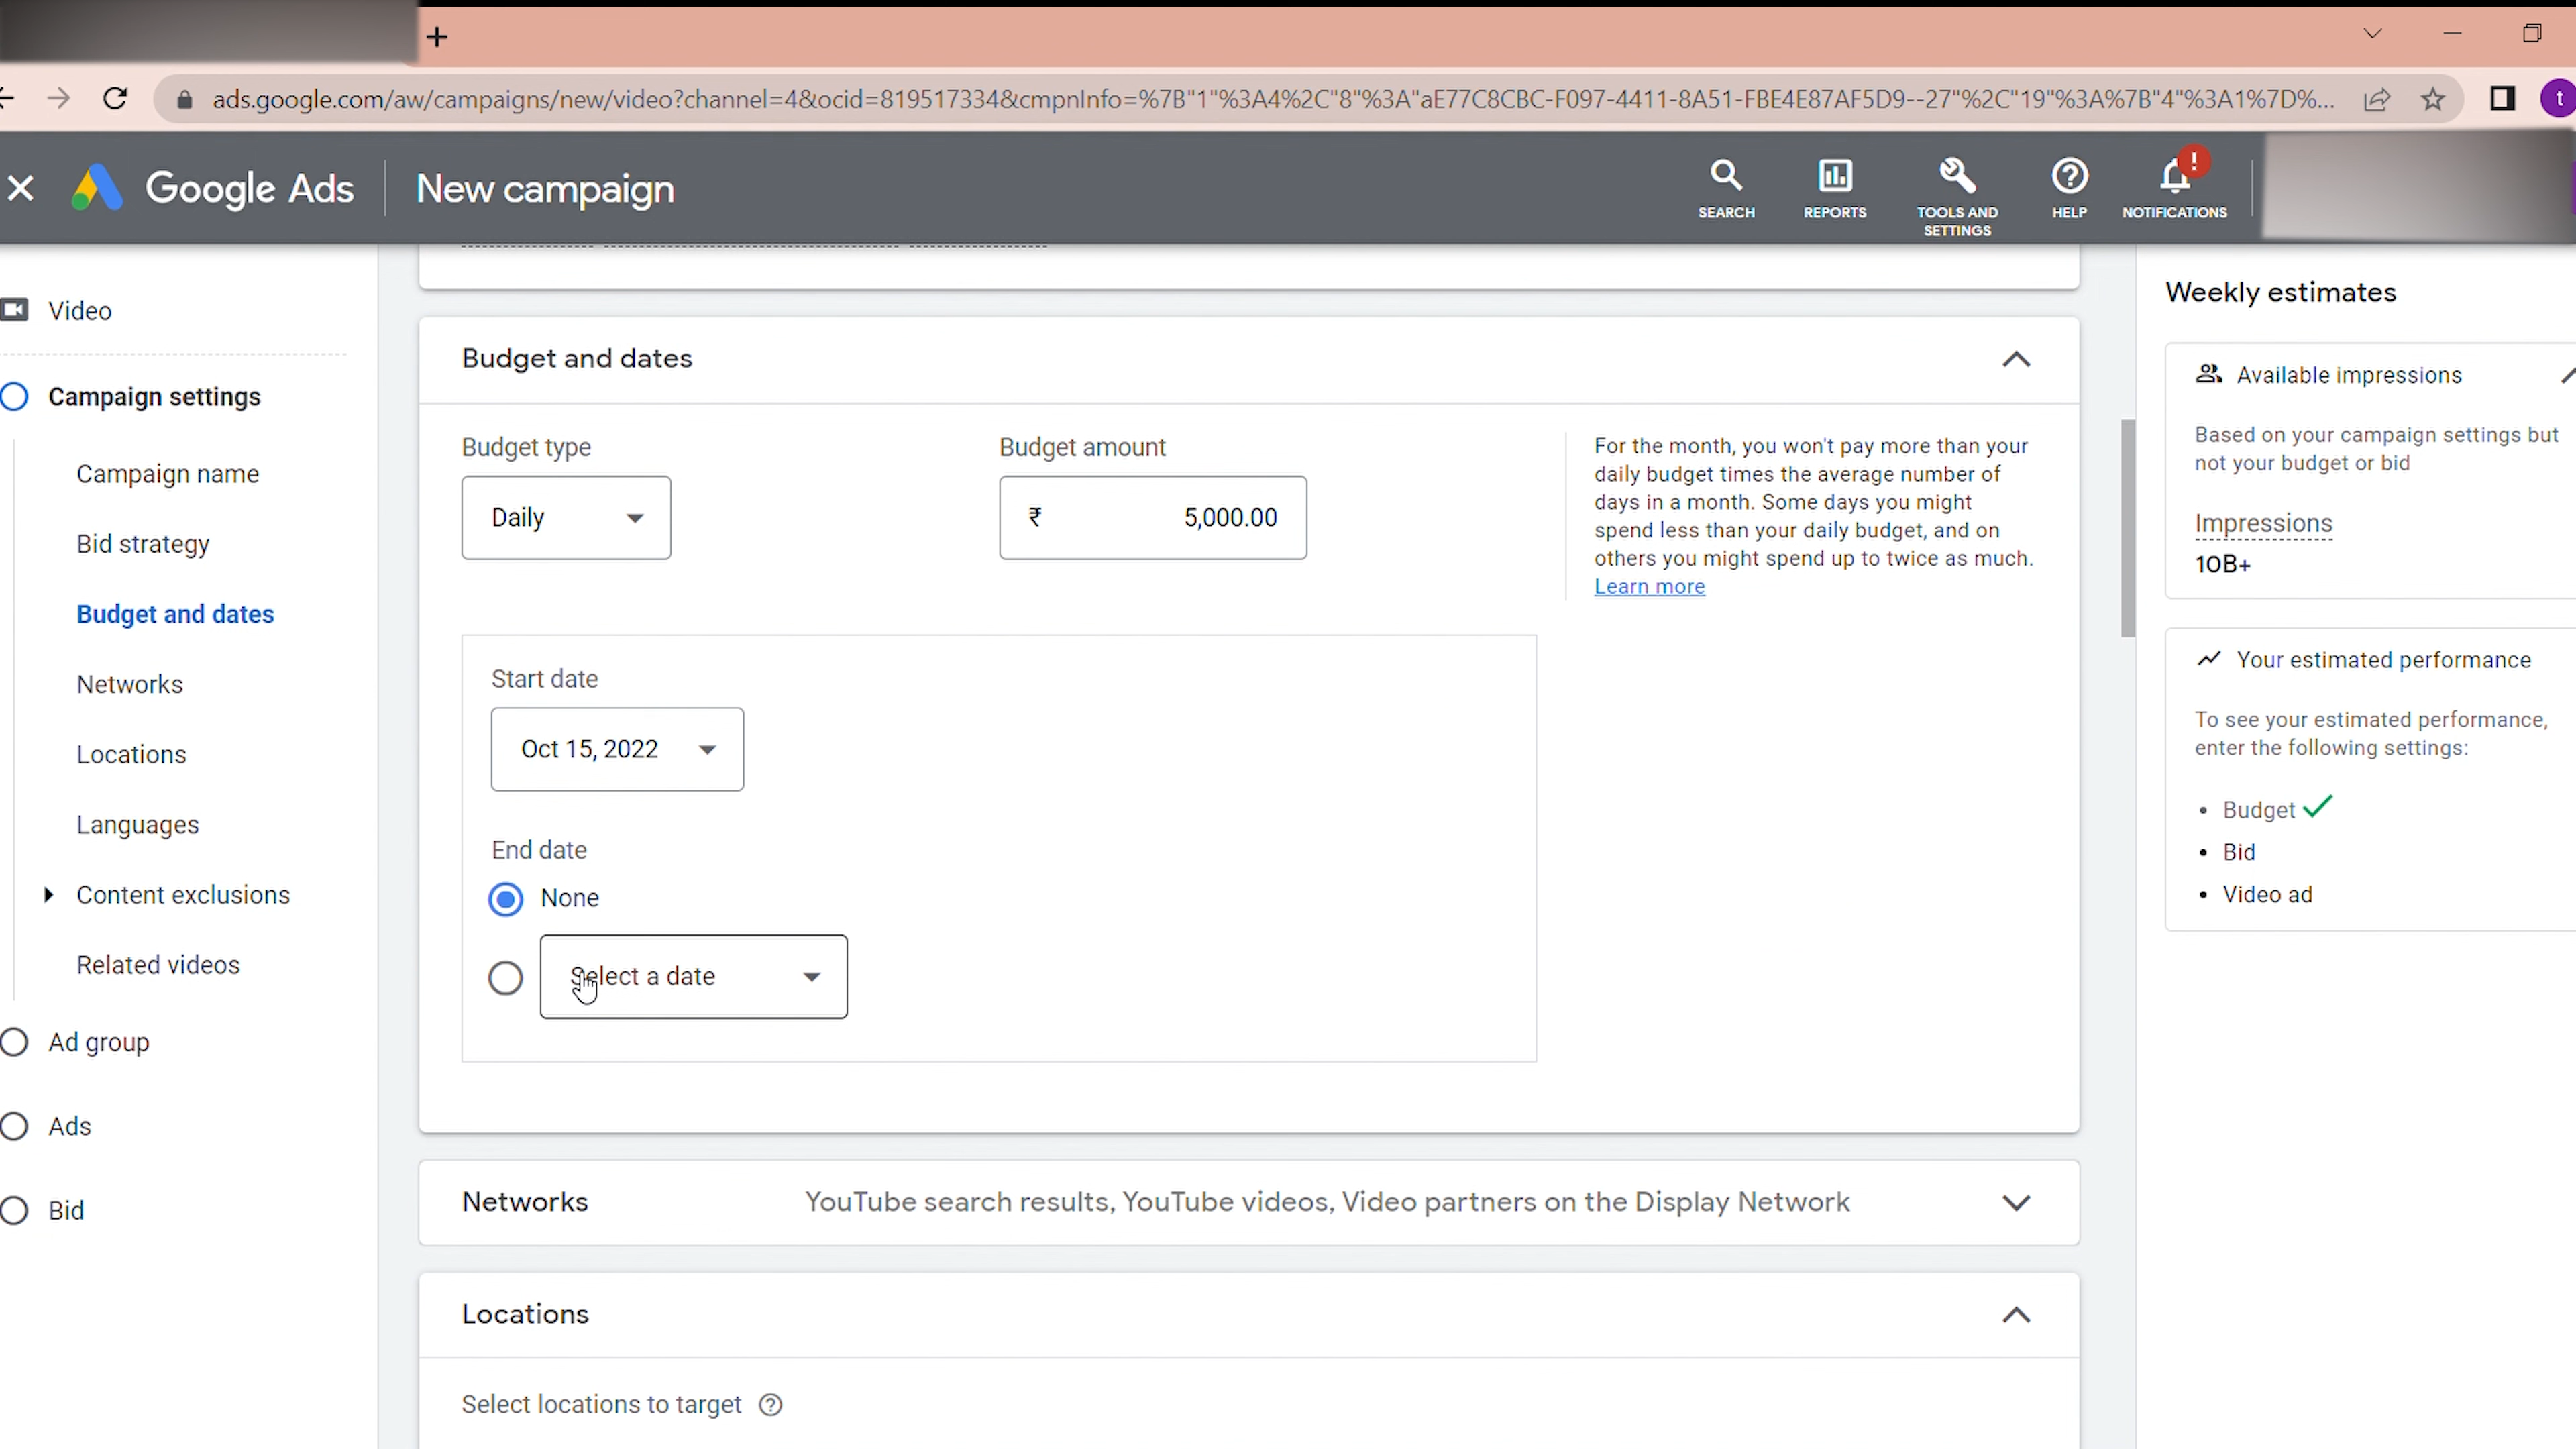 ads.google.com/aw/campaigns/new/video?channel=4&ocid=819517334&cmpnInfo=%7B"1"%3A4%2C"8"%3A"aE77C8CBC-F097-4411-8A51-FBE4E87AF5D9--27"%2C"19"%3A%7B"4"%3A1%7D%...
t
Google Ads
New campaign
SEARCH
REPORTS
TOOLS AND
SETTINGS
HELP
!
NOTIFICATIONS
Video
Campaign settings
Campaign name
Bid strategy
Budget and dates
Networks
Locations
Languages
Content exclusions
Related videos
Ad group
Ads
Bid
Budget and dates
Budget type
Daily
Budget amount
₹ 5,000.00
For the month, you won't pay more than your
daily budget times the average number of
days in a month. Some days you might
spend less than your daily budget, and on
others you might spend up to twice as much.
Learn more
Start date
Oct 15, 2022
End date
None
Select a date
Networks
YouTube search results, YouTube videos, Video partners on the Display Network
Locations
Select locations to target
Weekly estimates
Available impressions
Based on your campaign settings but
not your budget or bid
Impressions
10B+
Your estimated performance
To see your estimated performance,
enter the following settings:
• Budget
• Bid
• Video ad